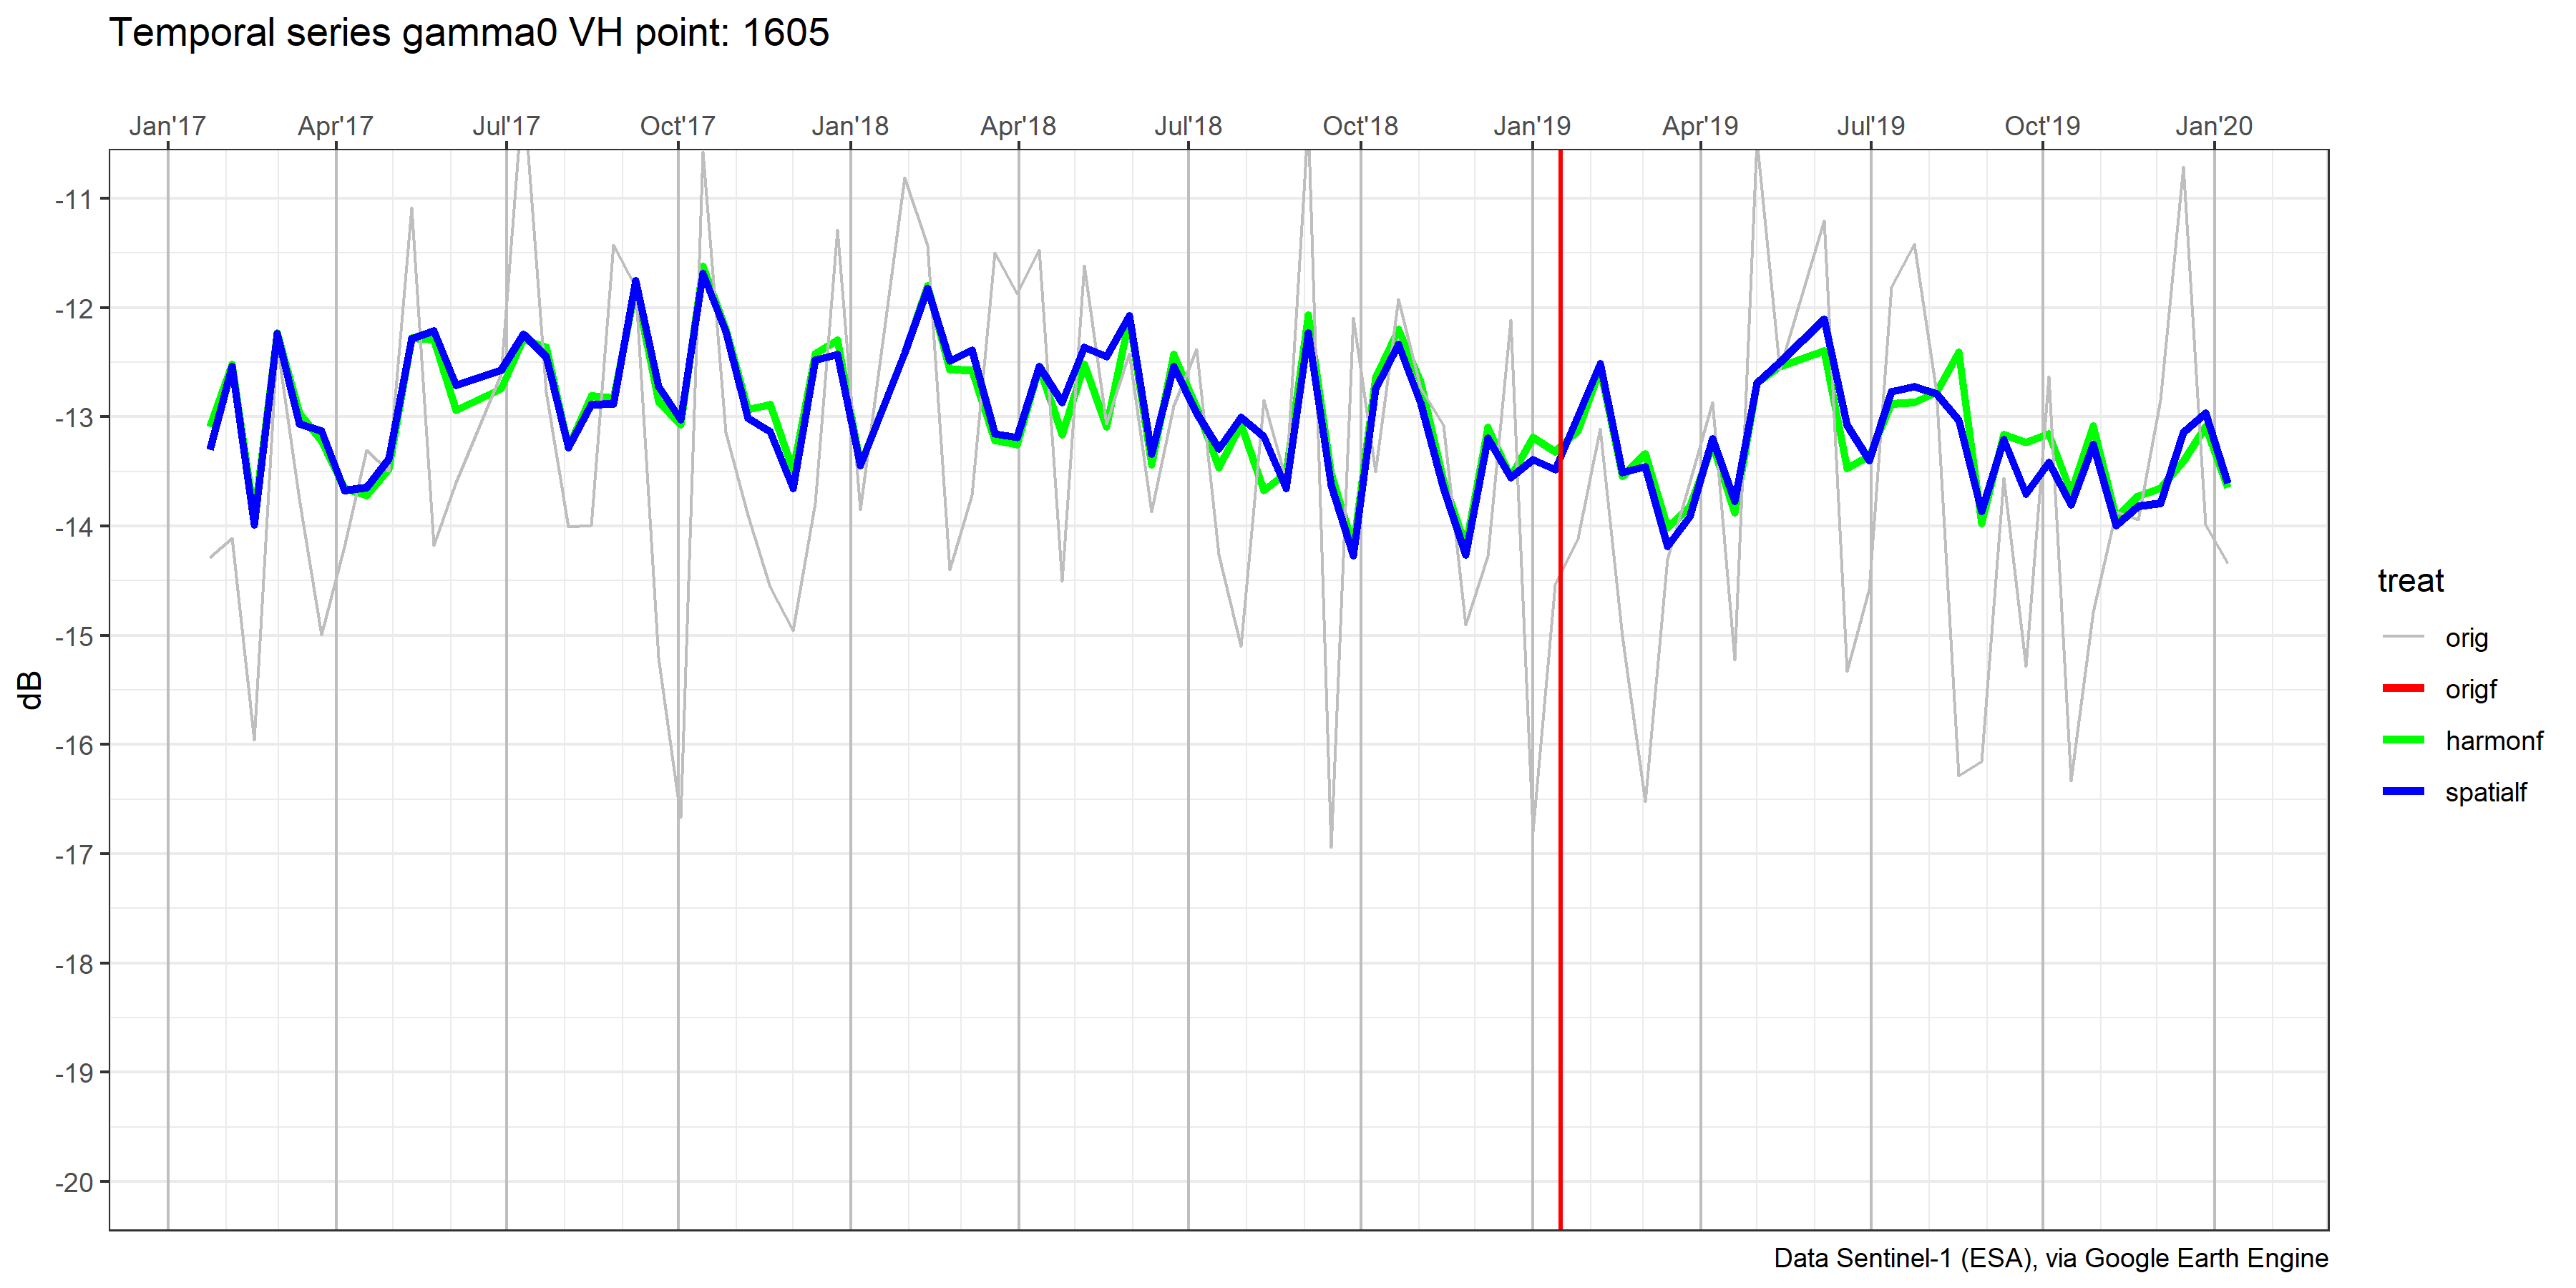 Temporal series gamma0 VH point: 1605
Jan'17 Apr'17 Jul'17 Oct'17 Jan'18 Apr'18 Jul'18 Oct'18 Jan'19 Apr'19 Jul'19 Oct'19 Jan'20
-11
-12
-13
-14
-15
-16
-17
-18
-19
-20
dB
treat
orig
origf
harmonf
spatialf
Data Sentinel-1 (ESA), via Google Earth Engine